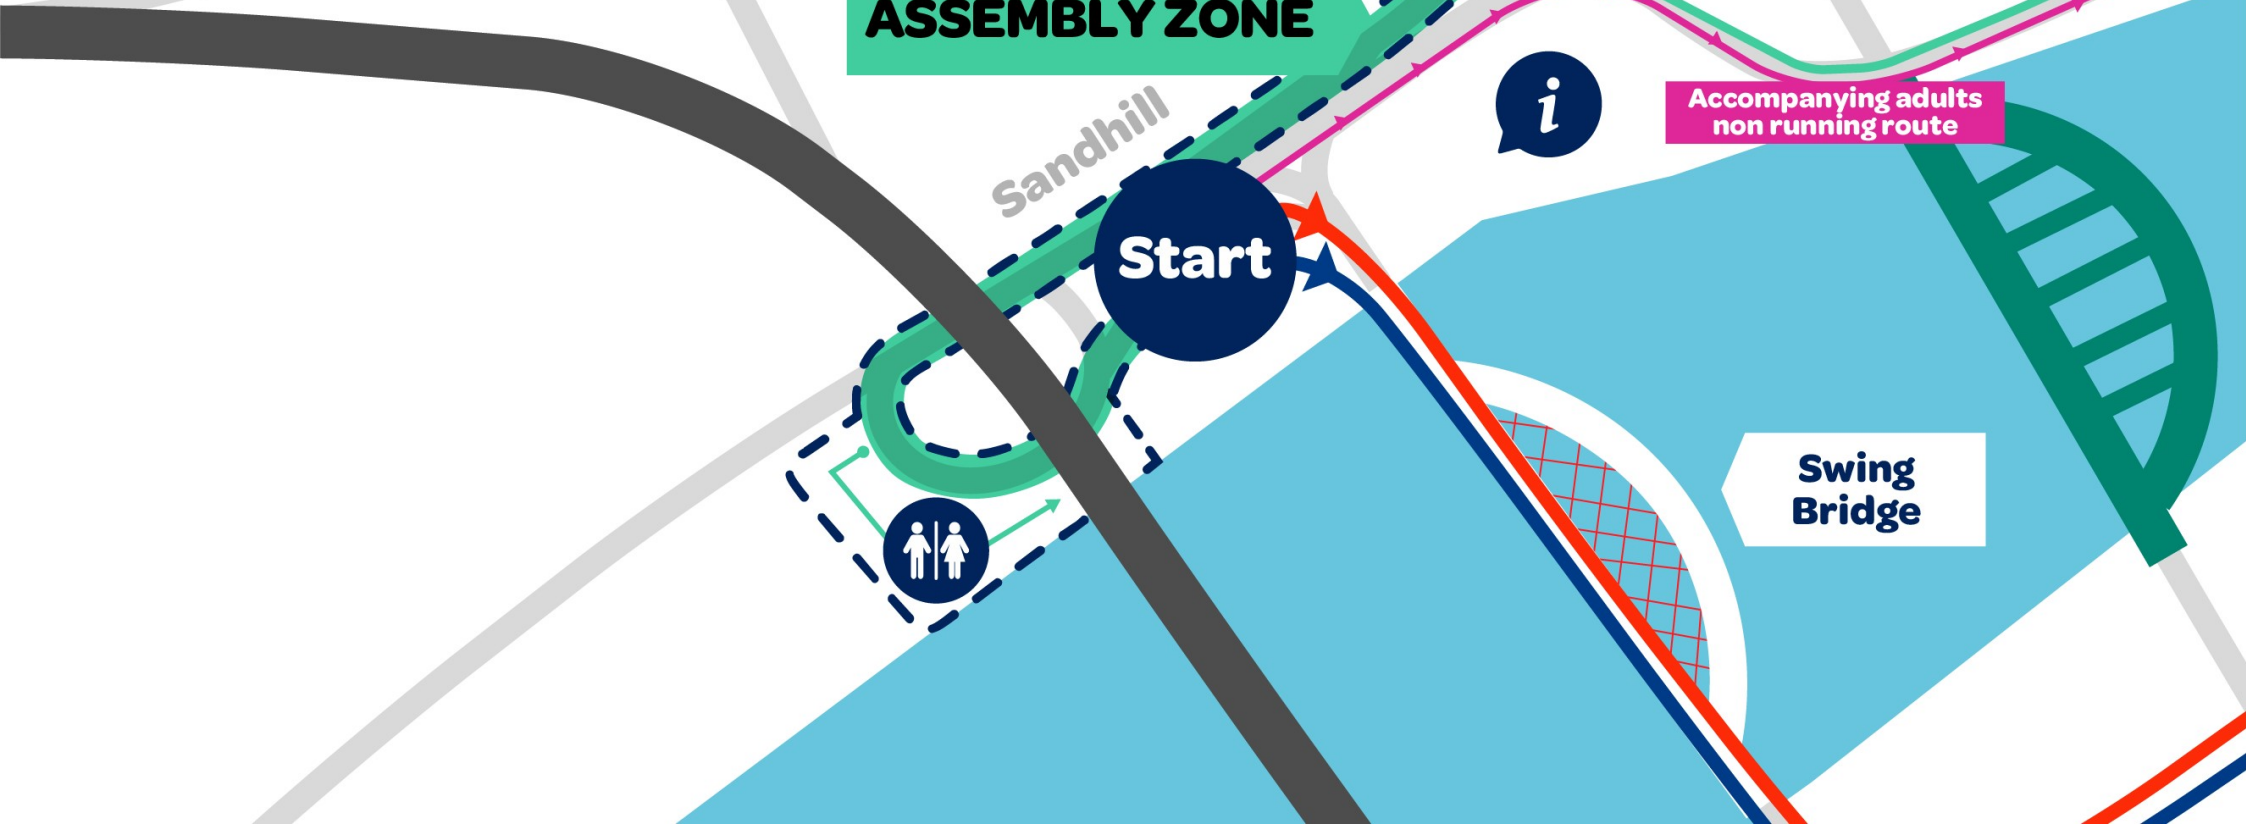 ASSEMBLY ZONE
Sandhill
i
Accompanying adults
non running route
Start
Swing
Bridge